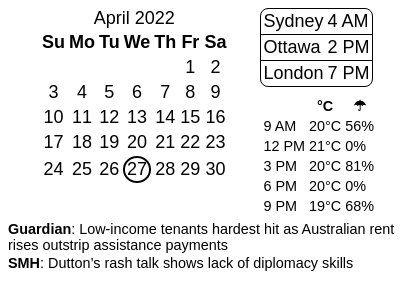 April 2022
Su Mo Tu We Th Fr Sa
1 2
3 4 5 6 7 8 9
10 11 12 13 14 15 16
17 18 19 20 21 22 23
24 25 26 27 28 29 30
Sydney 4 AM
Ottawa 2 PM
London 7 PM
°C ☂
9 AM 20°C 56%
12 PM 21°C 0%
3 PM 20°C 81%
6 PM 20°C 0%
9 PM 19°C 68%
Guardian: Low-income tenants hardest hit as Australian rent
rises outstrip assistance payments
SMH: Dutton's rash talk shows lack of diplomacy skills